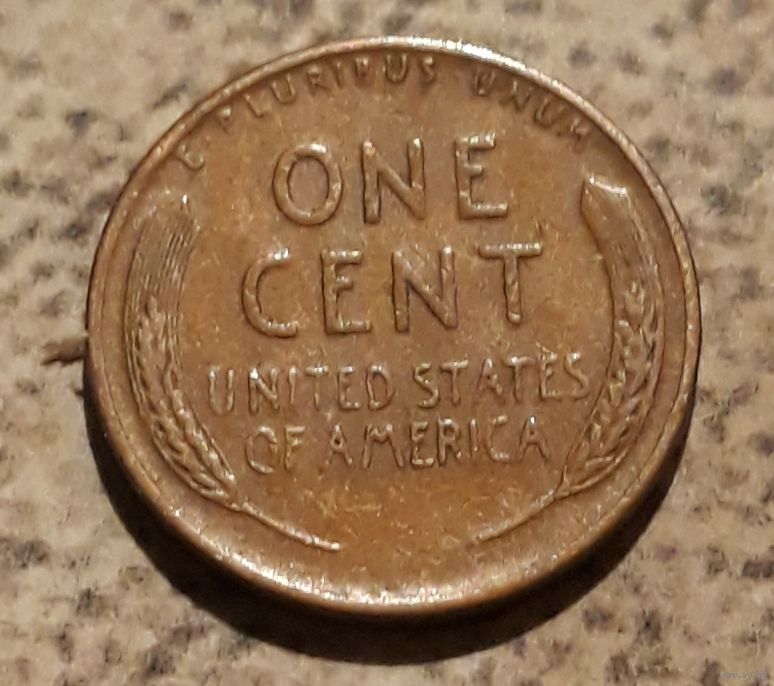 E PLURIBUS UNUM
ONE
CENT
UNITED STATES
OF AMERICA